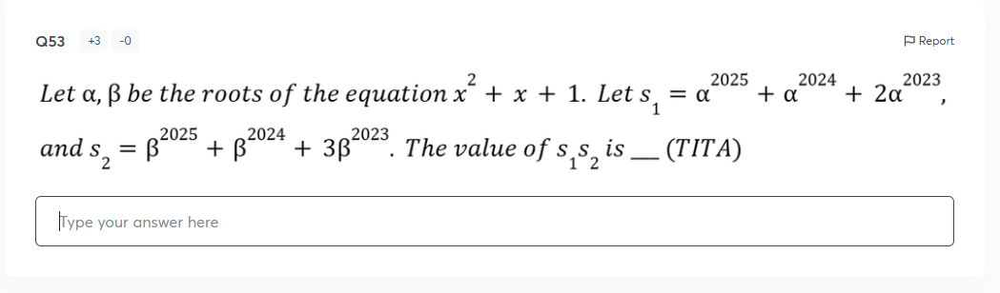 Q53 +3 -0 Report
Let α, β be the roots of the equation x² + x + 1. Let s₁ = α²⁰²⁵ + α²⁰²⁴ + 2α²⁰²³,
and s₂ = β²⁰²⁵ + β²⁰²⁴ + 3β²⁰²³. The value of s₁s₂ is __ (TITA)
Type your answer here